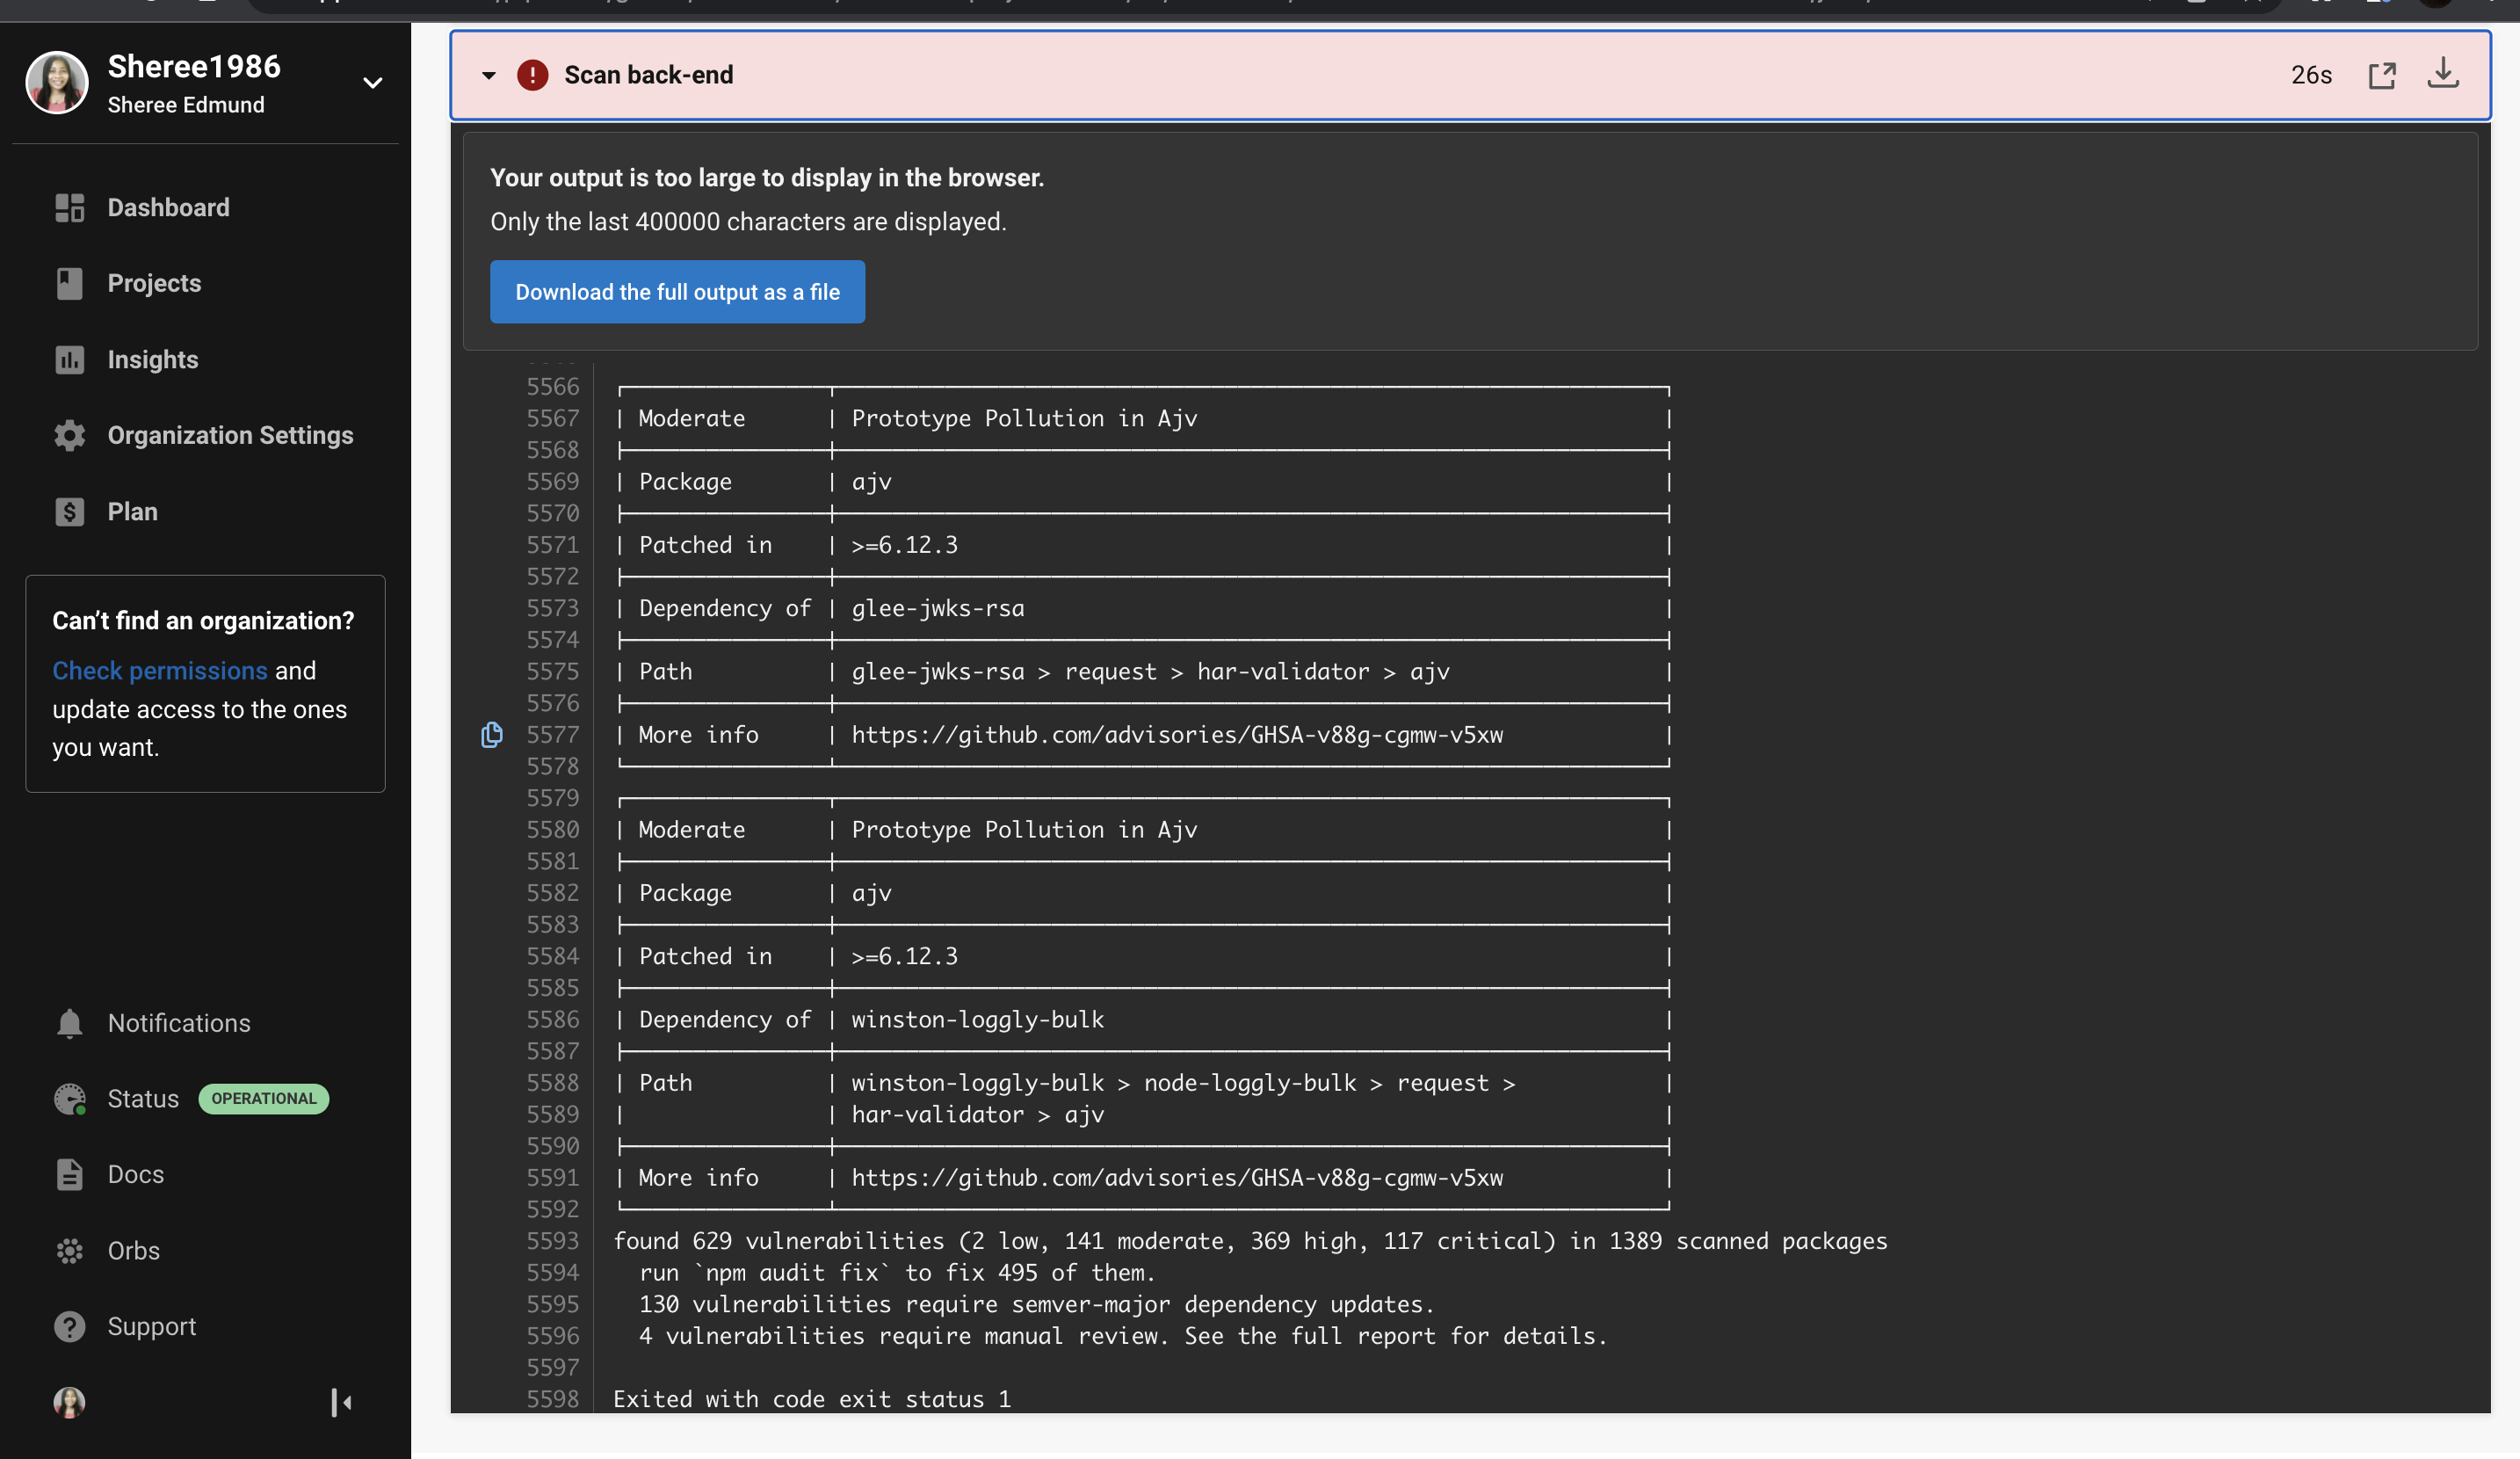 Sheree1986
Sheree Edmund
Dashboard
Projects
Insights
Organization Settings
Plan
Can’t find an organization?
Check permissions and
update access to the ones
you want.
Notifications
Status OPERATIONAL
Docs
Orbs
Support
Scan back-end 26s
Your output is too large to display in the browser.
Only the last 400000 characters are displayed.
Download the full output as a file
5566
5567 | Moderate | Prototype Pollution in Ajv |
5568
5569 | Package | ajv |
5570
5571 | Patched in | >=6.12.3 |
5572
5573 | Dependency of | glee-jwks-rsa |
5574
5575 | Path | glee-jwks-rsa > request > har-validator > ajv |
5576
5577 | More info | https://github.com/advisories/GHSA-v88g-cgmw-v5xw |
5578
5579
5580 | Moderate | Prototype Pollution in Ajv |
5581
5582 | Package | ajv |
5583
5584 | Patched in | >=6.12.3 |
5585
5586 | Dependency of | winston-loggly-bulk |
5587
5588 | Path | winston-loggly-bulk > node-loggly-bulk > request > |
5589 | | har-validator > ajv |
5590
5591 | More info | https://github.com/advisories/GHSA-v88g-cgmw-v5xw |
5592
5593 found 629 vulnerabilities (2 low, 141 moderate, 369 high, 117 critical) in 1389 scanned packages
5594 run `npm audit fix` to fix 495 of them.
5595 130 vulnerabilities require semver-major dependency updates.
5596 4 vulnerabilities require manual review. See the full report for details.
5597
5598 Exited with code exit status 1